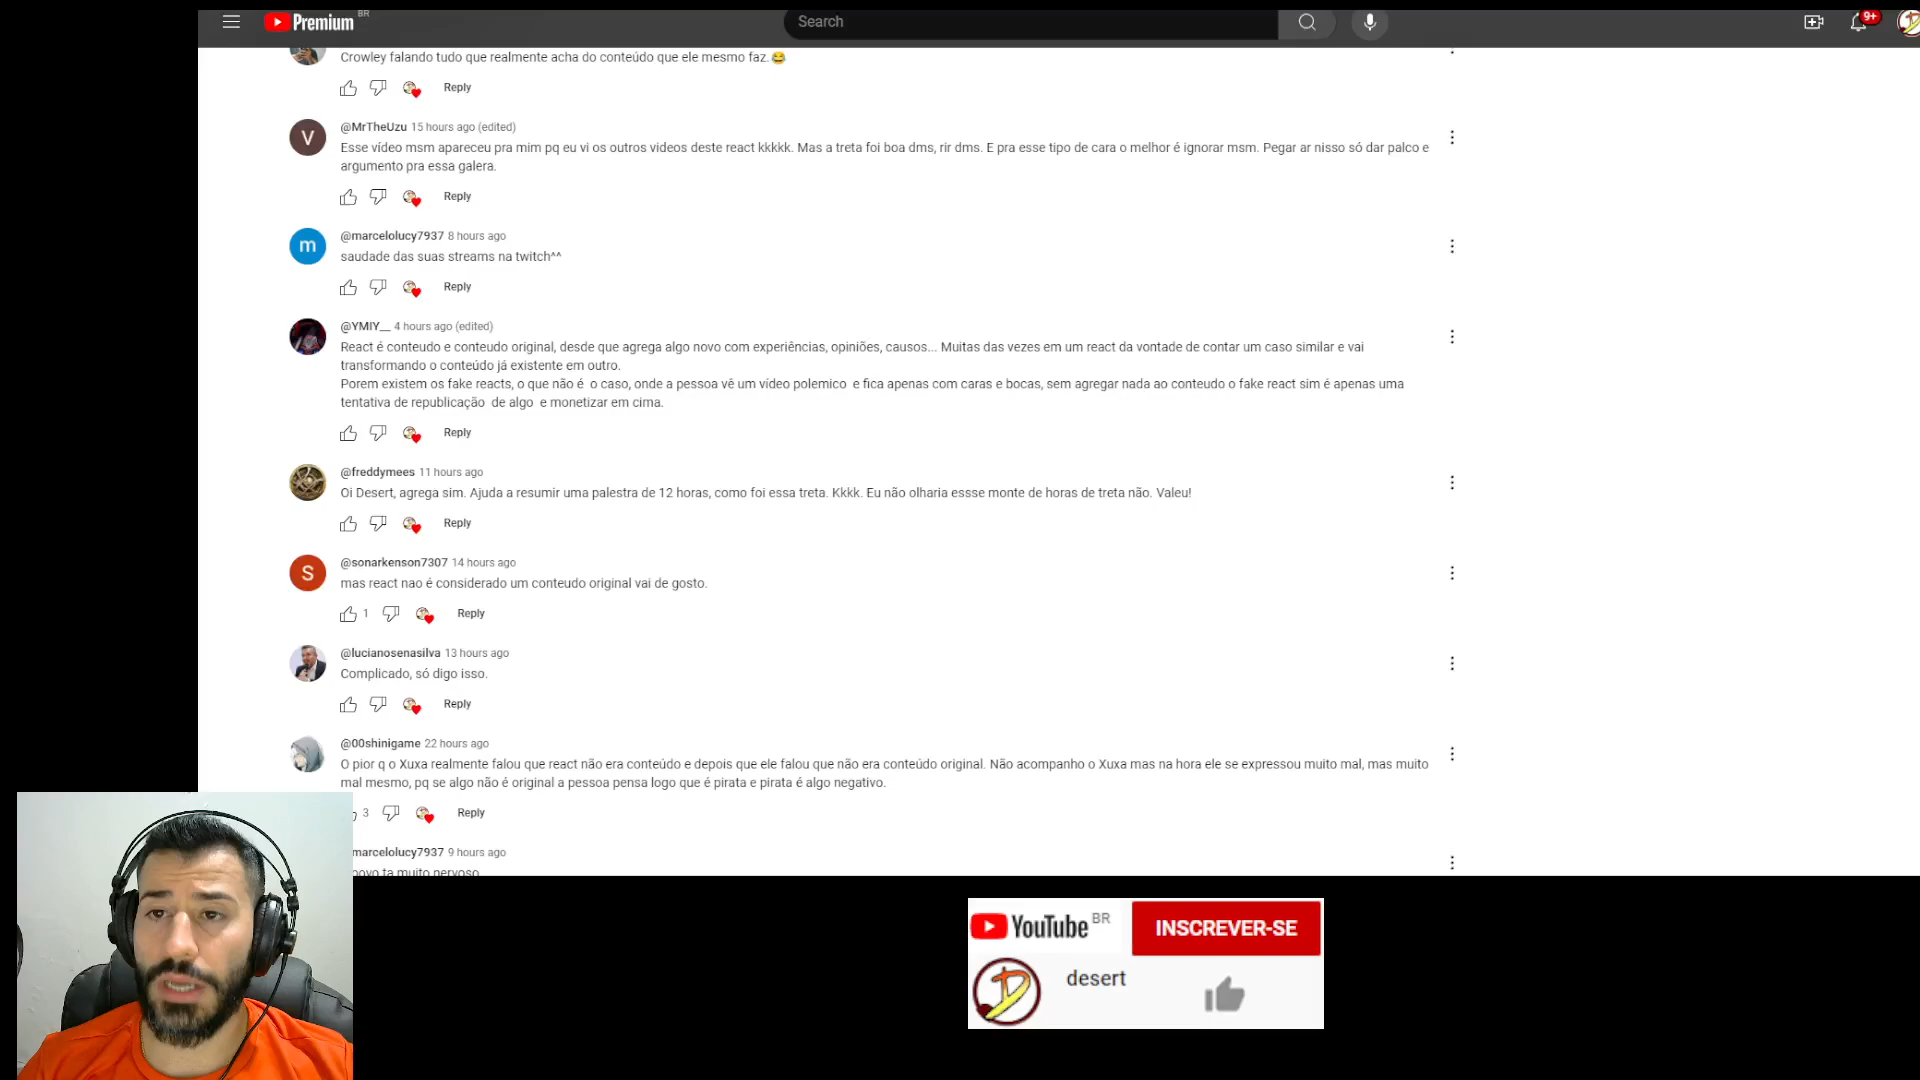 Premium BR
Search
9+
Crowley falando tudo que realmente acha do conteúdo que ele mesmo faz.😂
Reply
V
@MrTheUzu 15 hours ago (edited)
Esse vídeo msm apareceu pra mim pq eu vi os outros videos deste react kkkkk. Mas a treta foi boa dms, rir dms. E pra esse tipo de cara o melhor é ignorar msm. Pegar ar nisso só dar palco e
argumento pra essa galera.
Reply
m
@marcelolucy7937 8 hours ago
saudade das suas streams na twitch^^
Reply
@YMIY__ 4 hours ago (edited)
React é conteudo e conteudo original, desde que agrega algo novo com experiências, opiniões, causos... Muitas das vezes em um react da vontade de contar um caso similar e vai
transformando o conteúdo já existente em outro.
Porem existem os fake reacts, o que não é o caso, onde a pessoa vê um vídeo polemico e fica apenas com caras e bocas, sem agregar nada ao conteudo o fake react sim é apenas uma
tentativa de republicação de algo e monetizar em cima.
Reply
@freddymees 11 hours ago
Oi Desert, agrega sim. Ajuda a resumir uma palestra de 12 horas, como foi essa treta. Kkkk. Eu não olharia essse monte de horas de treta não. Valeu!
Reply
S
@sonarkenson7307 14 hours ago
mas react nao é considerado um conteudo original vai de gosto.
1 Reply
@lucianosenasilva 13 hours ago
Complicado, só digo isso.
Reply
@00shinigame 22 hours ago
O pior q o Xuxa realmente falou que react não era conteúdo e depois que ele falou que não era conteúdo original. Não acompanho o Xuxa mas na hora ele se expressou muito mal, mas muito
mal mesmo, pq se algo não é original a pessoa pensa logo que é pirata e pirata é algo negativo.
3 Reply
marcelolucy7937 9 hours ago
povo ta muito nervoso
YouTube BR
INSCREVER-SE
desert